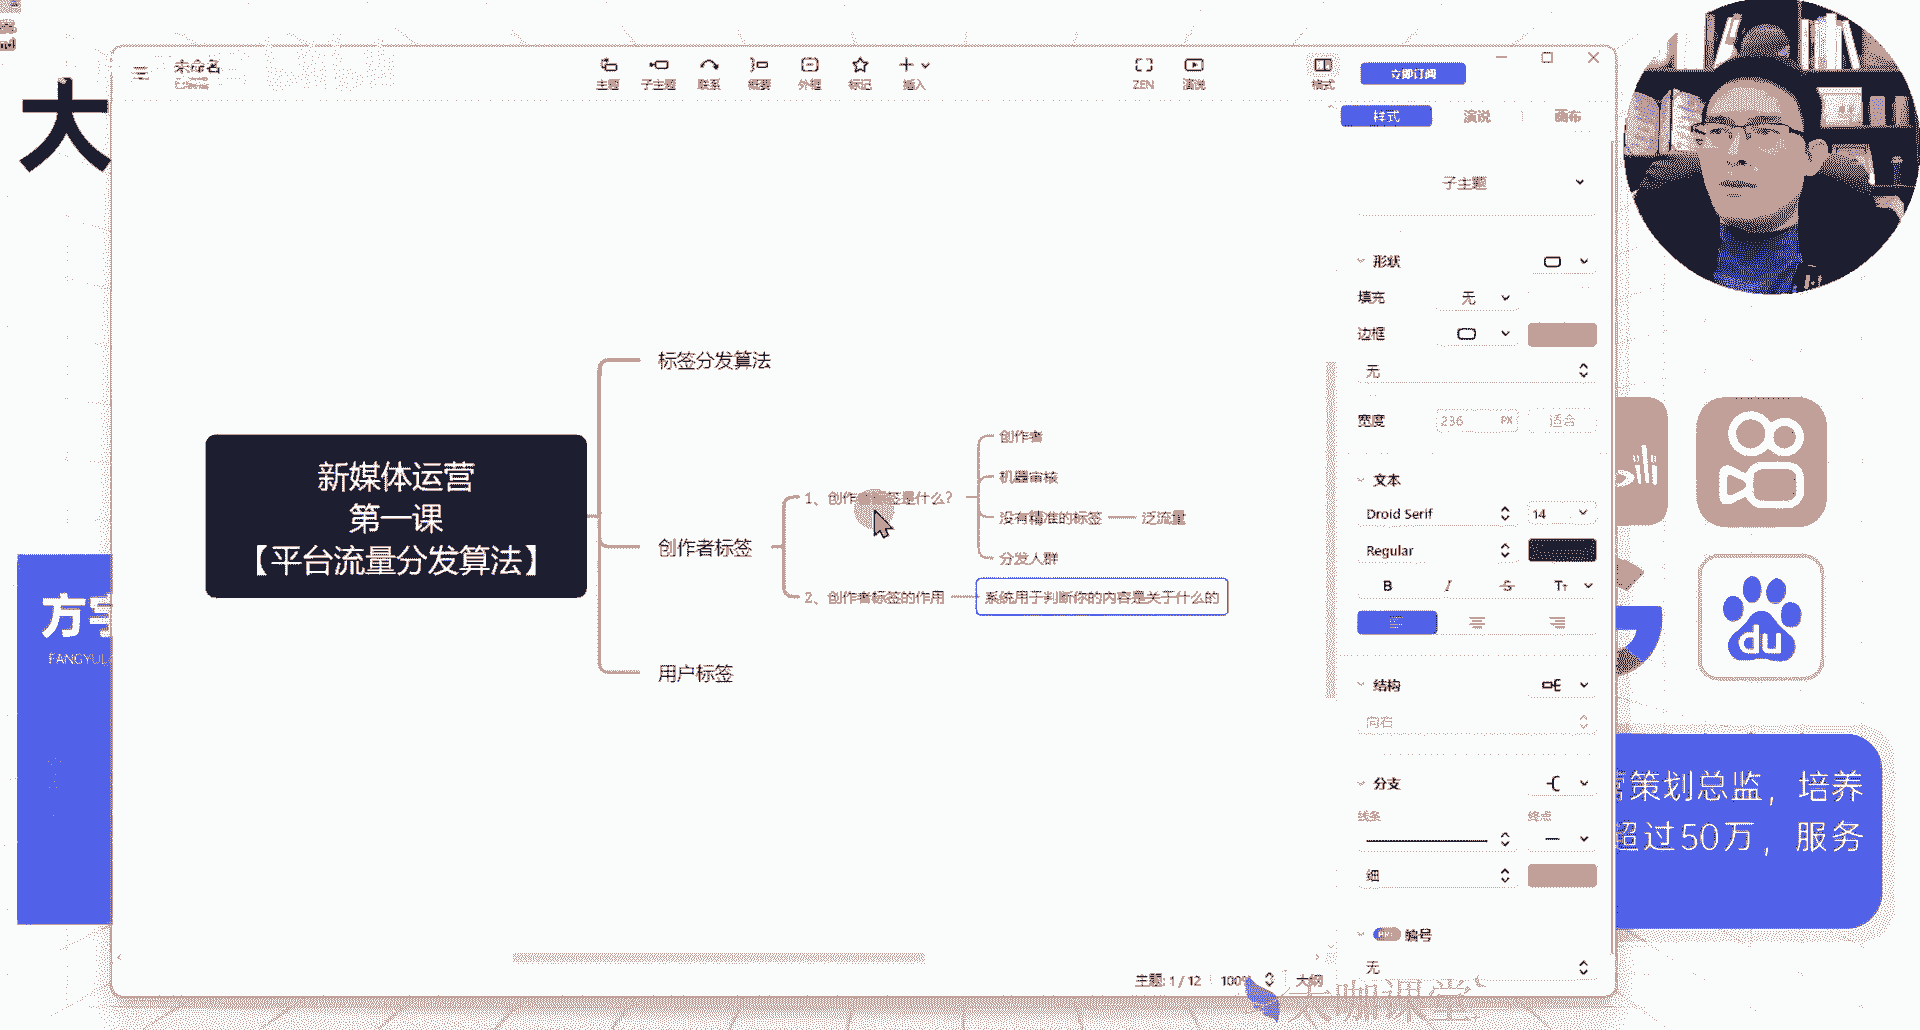 大
未命名
主题
子主题
联系
概要
外框
标记
插入
ZEN
演说
格式
立即订阅
样式
演说
画布
子主题
形状
填充
无
边框
无
宽度
236
PX
适合
文本
Droid Serif
14
Regular
B
I
S
TT
结构
向右
分支
线条
终点
细
编号
无
标签分发算法
新媒体运营
第一课
【平台流量分发算法】
创作者标签
用户标签
1、创作者标签是什么？
创作者
机器审核
没有精准的标签
泛流量
分发人群
2、创作者标签的作用
系统用于判断你的内容是关于什么的
主题: 1 / 12
100%
大纲
方宇
FANGYU
du
策划总监，培养
超过50万，服务
大咖课堂